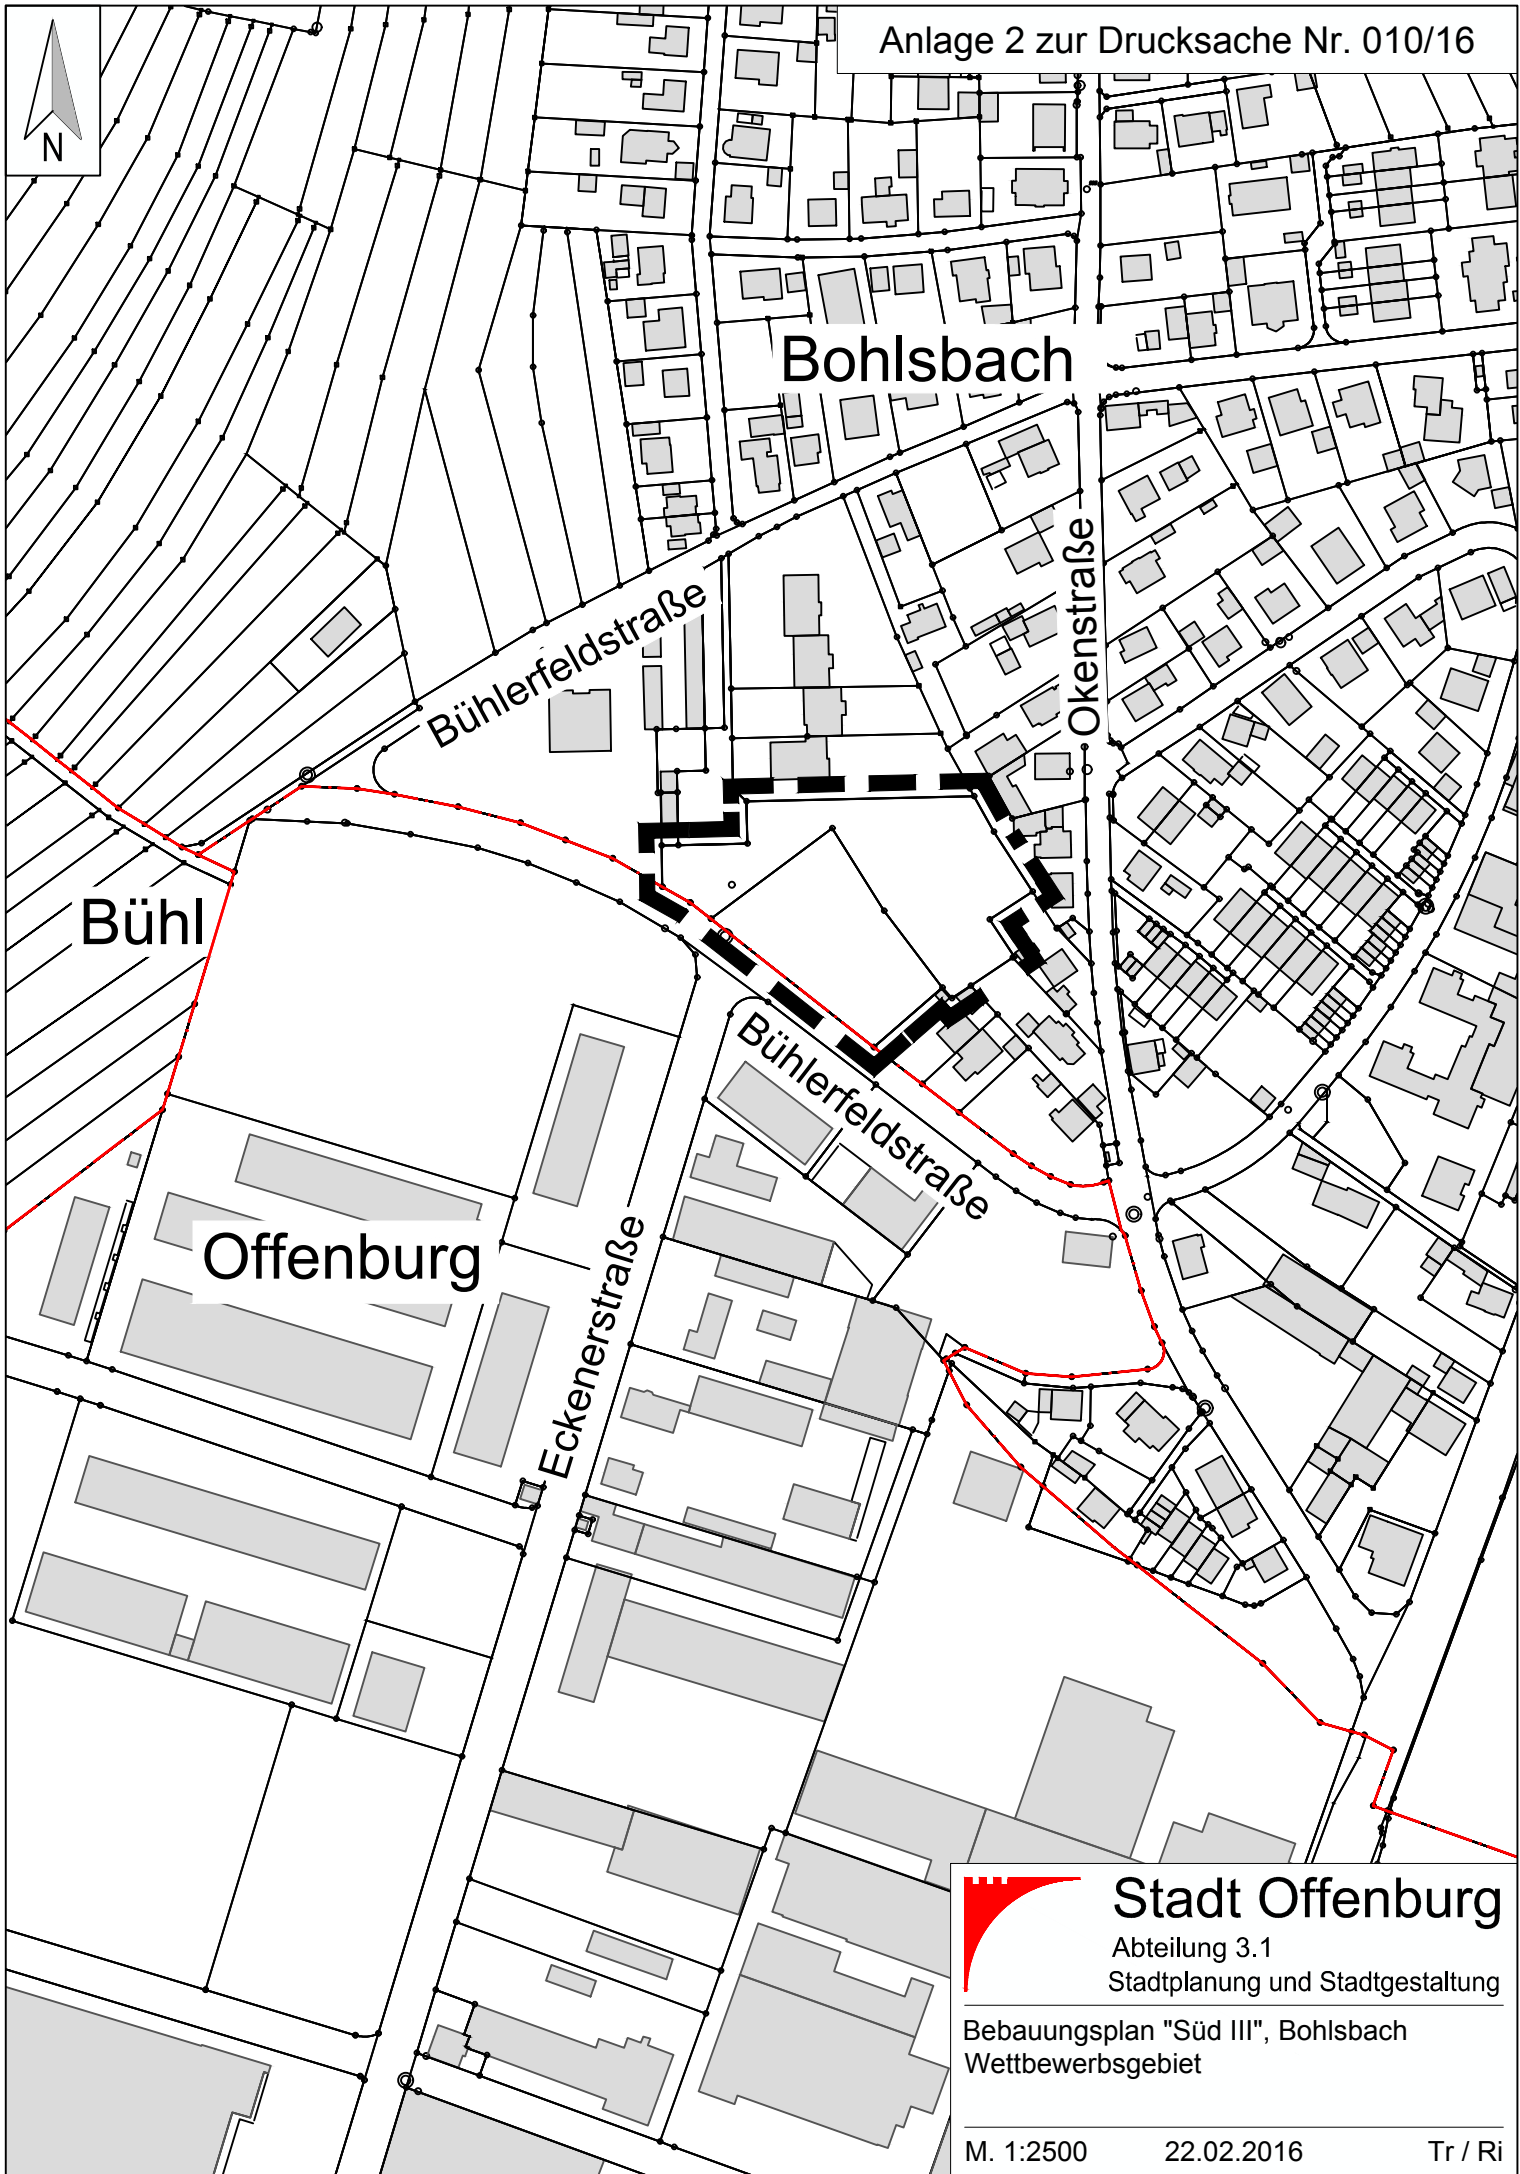 Anlage 2 zur Drucksache Nr. 010/16
N
Bohlsbach
Okenstraße
Bühlerfeldstraße
Bühl
Bühlerfeldstraße
Offenburg
Eckenerstraße
Stadt Offenburg
Abteilung 3.1
Stadtplanung und Stadtgestaltung
Bebauungsplan "Süd III", Bohlsbach
Wettbewerbsgebiet
M. 1:2500 22.02.2016 Tr / Ri